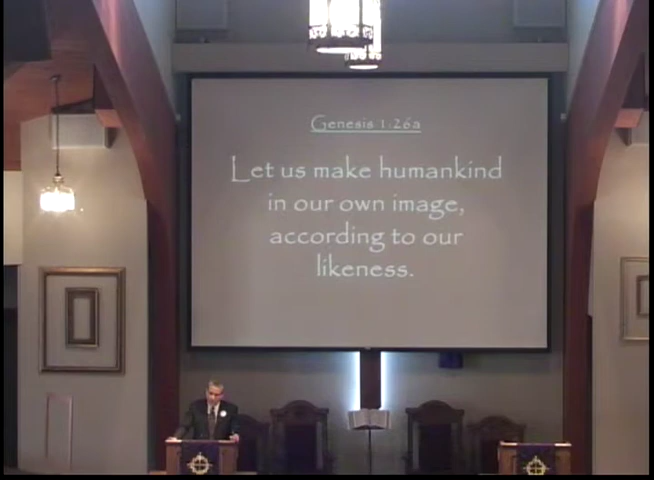 Genesis 1:26a
Let us make humankind
in our own image,
according to our
likeness.